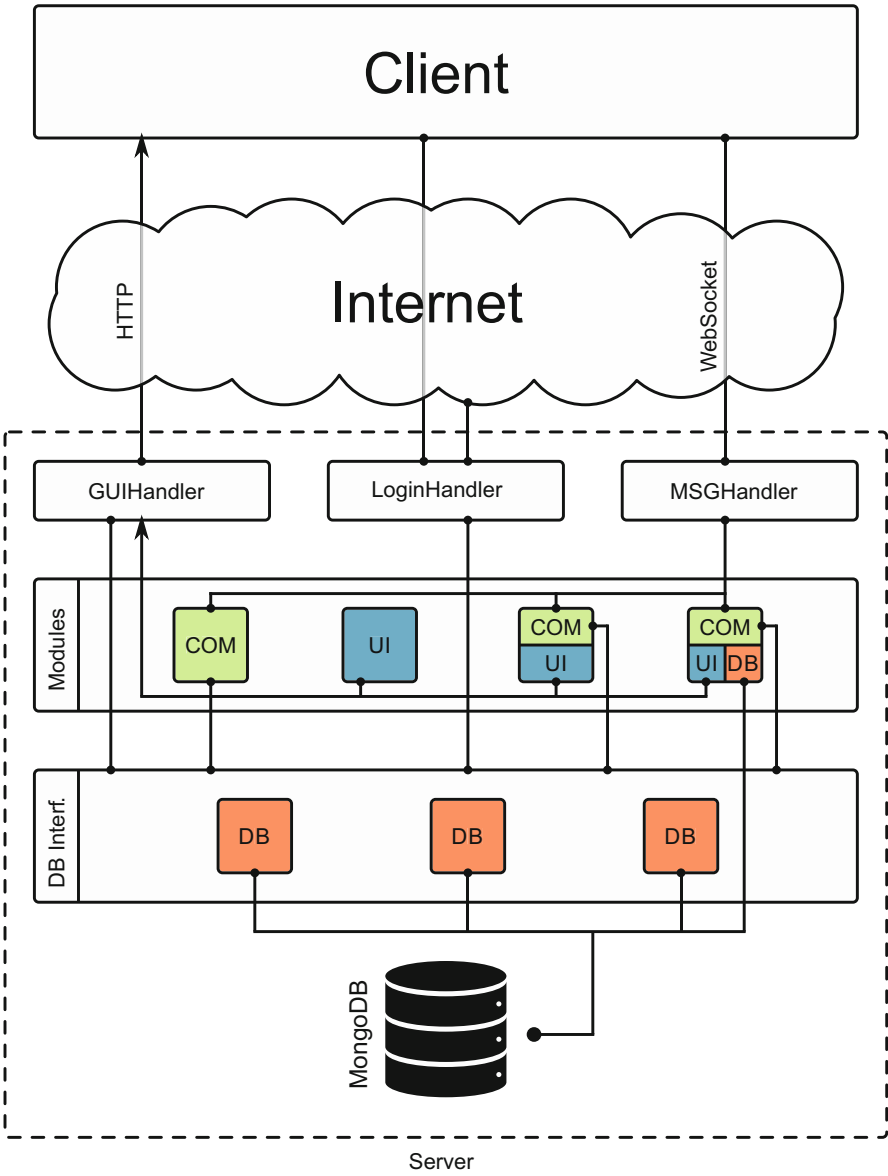 Client
Internet
HTTP
WebSocket
GUIHandler
LoginHandler
MSGHandler
Modules
COM
UI
COM
UI
COM
UI DB
DB Interf.
DB
DB
DB
MongoDB
Server